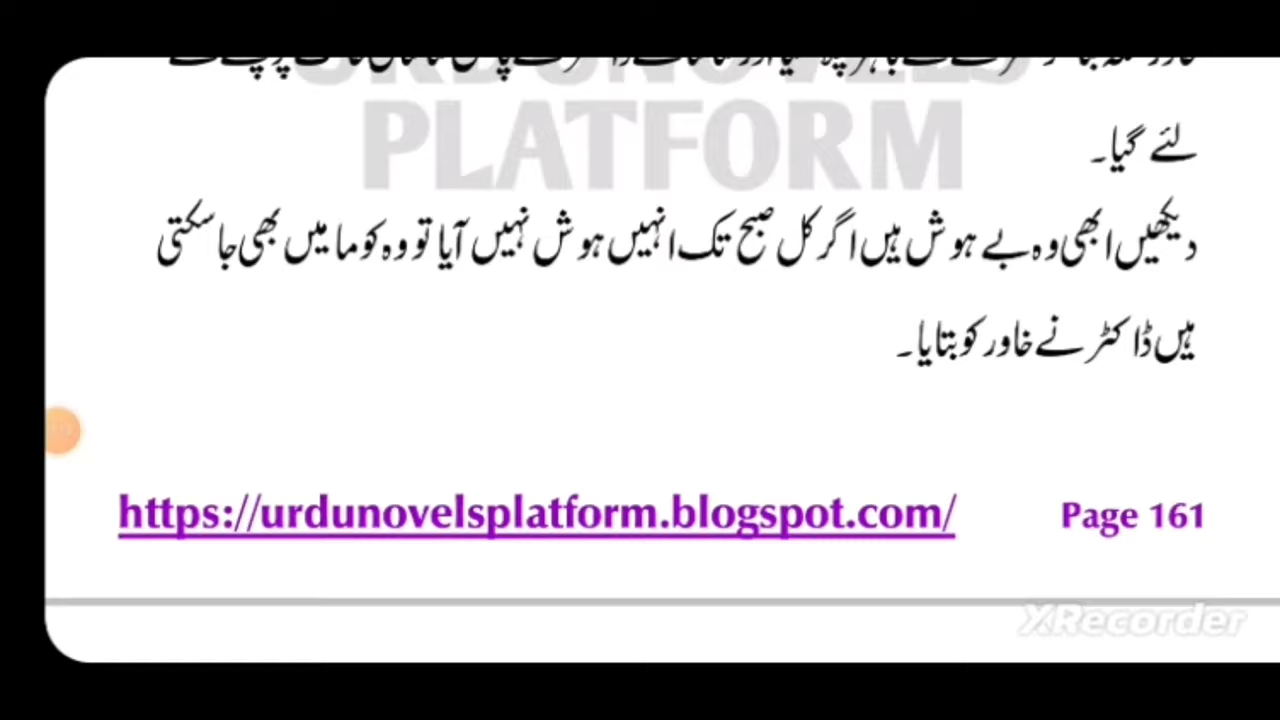 URDUNOVELS
PLATFORM
لئے گیا۔
دیکھیں ابھی وہ بے ہوش ہیں اگر کل صبح تک انہیں ہوش نہیں آیا تو وہ کوما میں بھی جا سکتی
ہیں ڈاکٹر نے خاور کو بتایا۔
https://urdunovelsplatform.blogspot.com/ Page 161
XRecorder